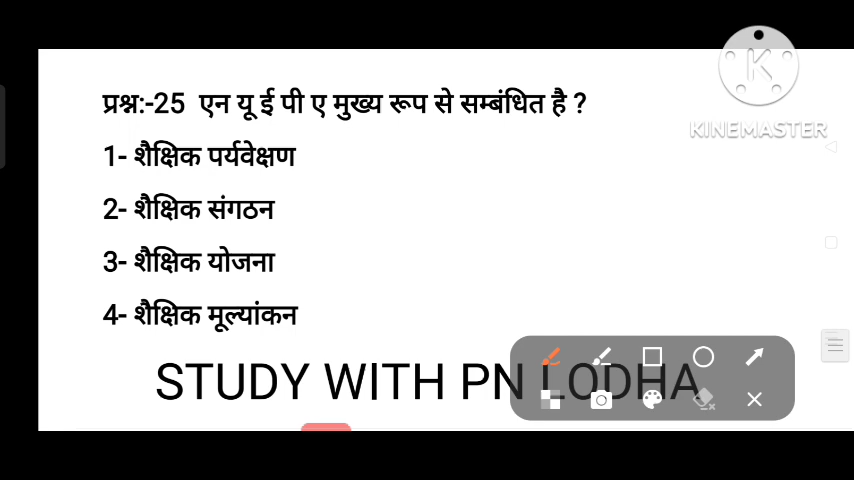 प्रश्न:-25 एन यू ई पी ए मुख्य रूप से सम्बंधित है ?
1- शैक्षिक पर्यवेक्षण
2- शैक्षिक संगठन
3- शैक्षिक योजना
4- शैक्षिक मूल्यांकन
STUDY WITH PN LODHA
K
KINEMASTER